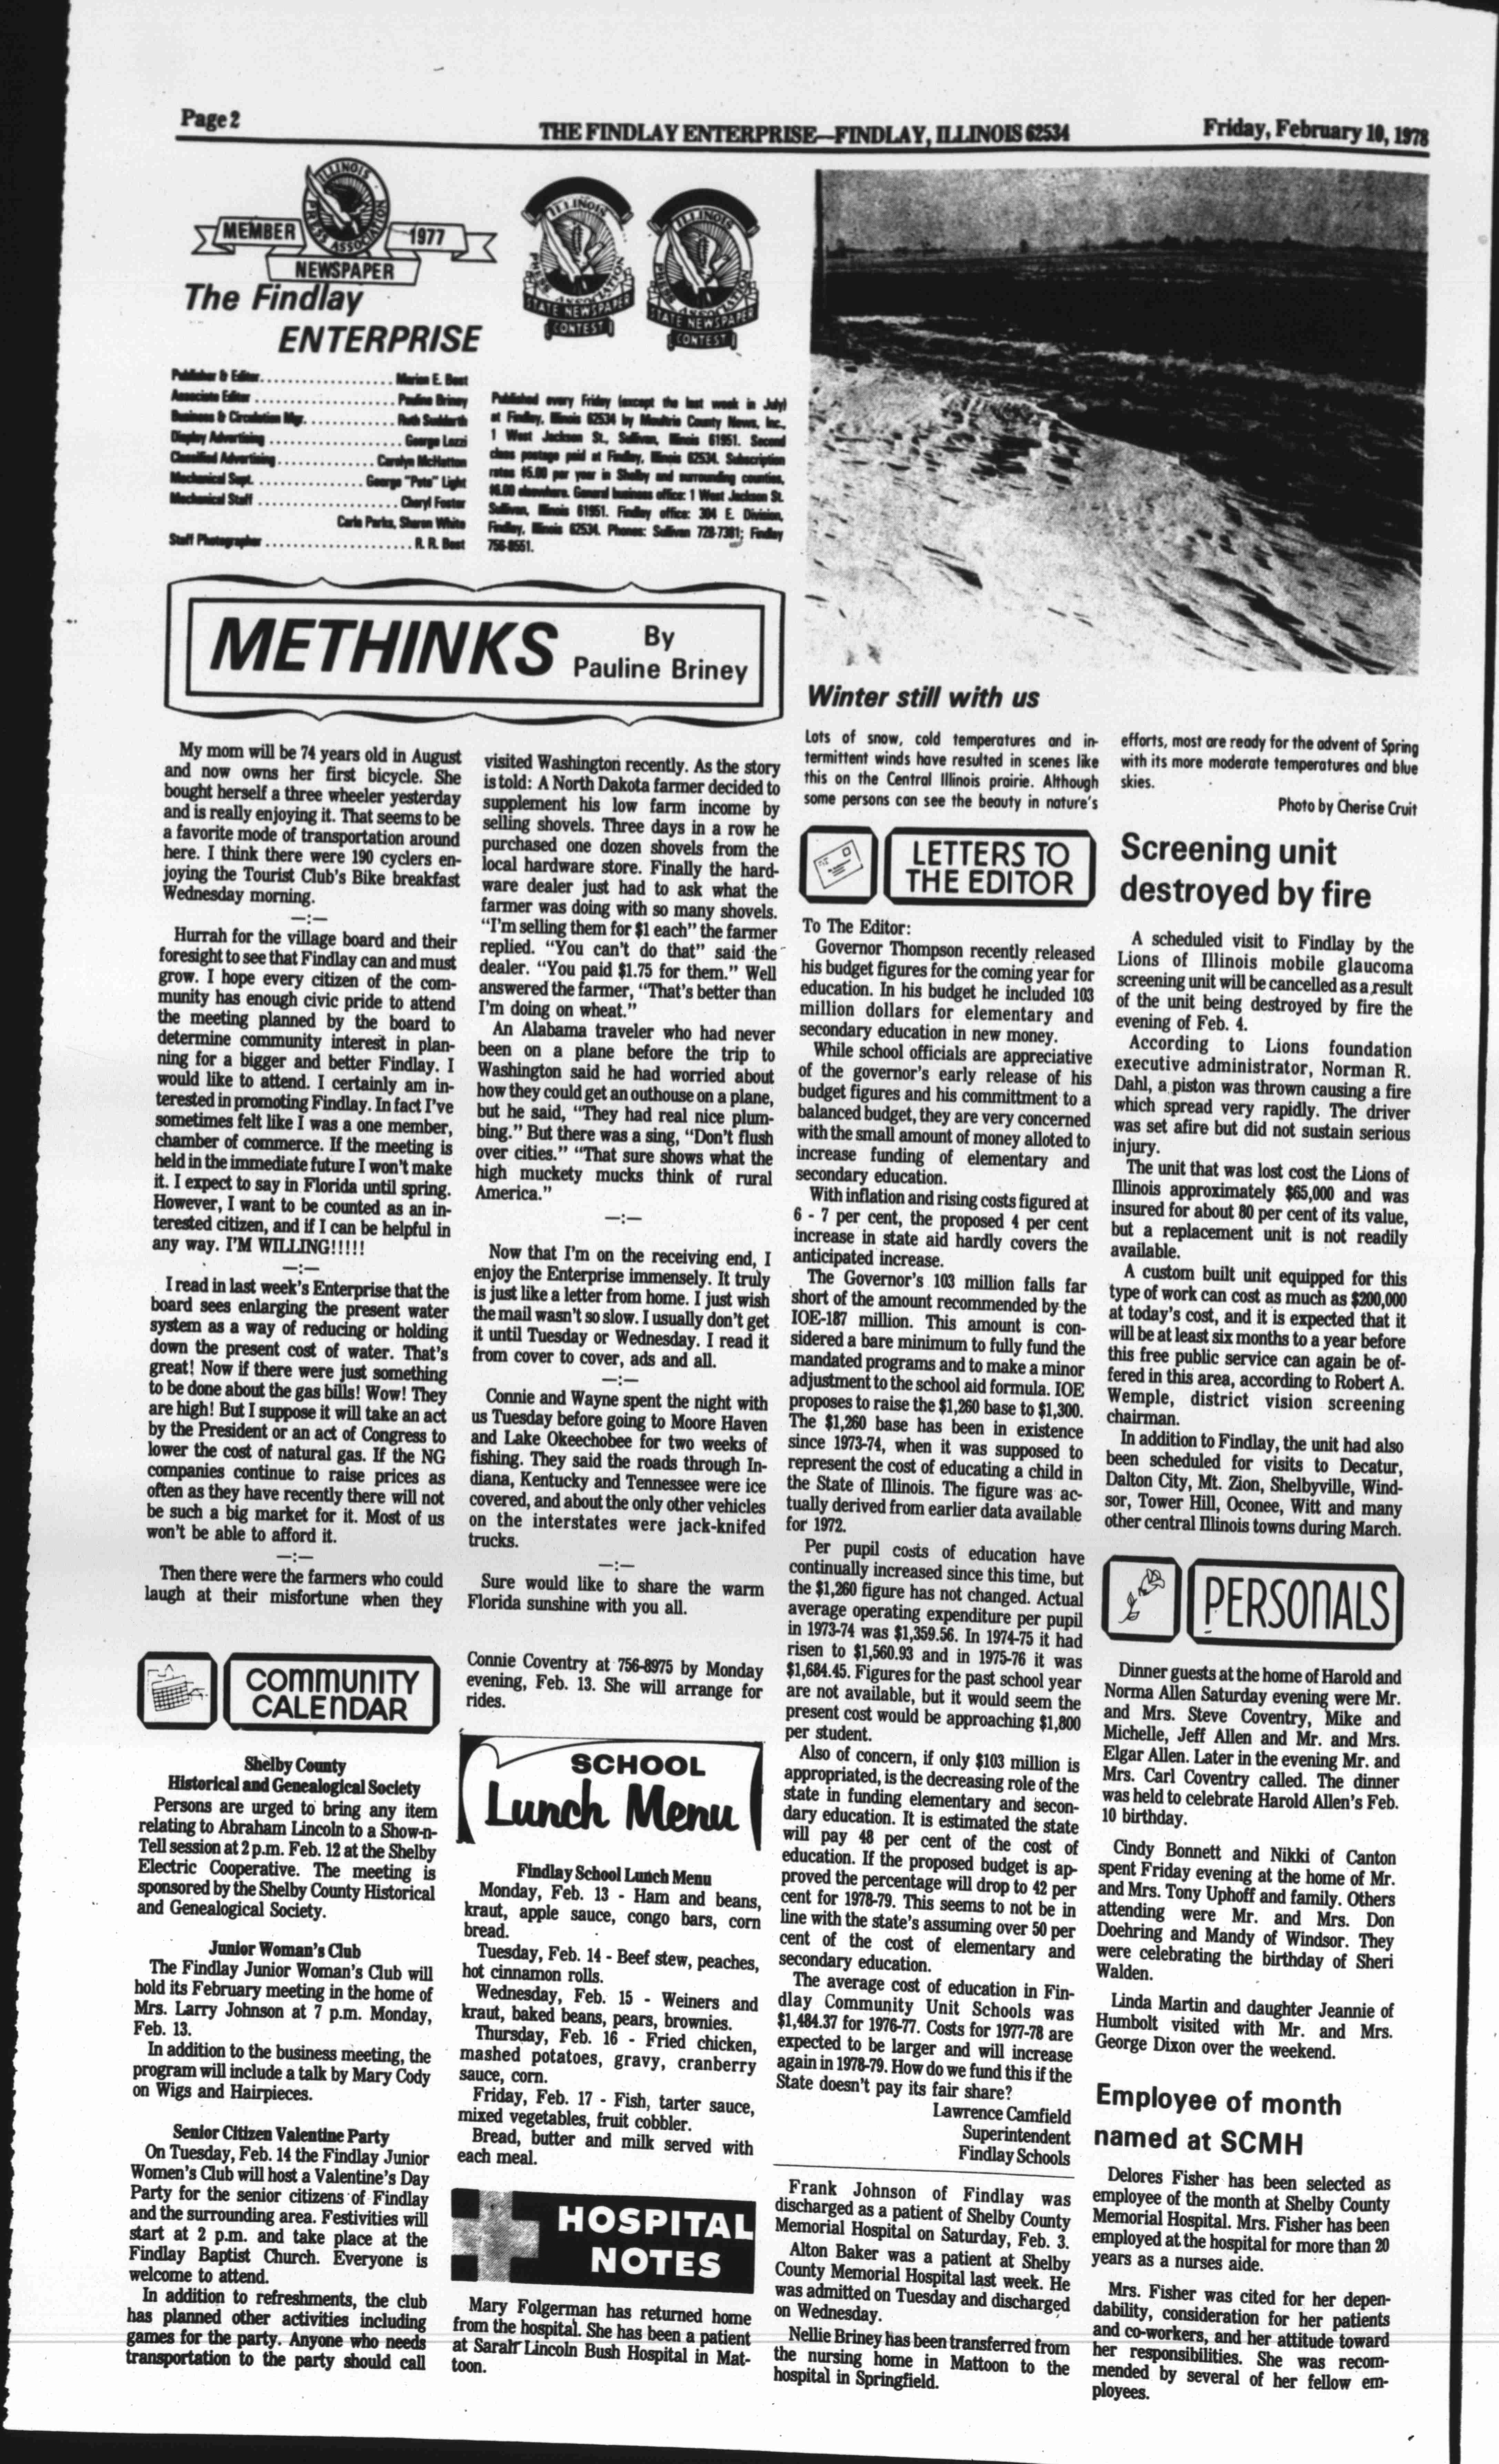 Page 2
THE FINDLAY ENTERPRISE—FINDLAY, ILLINOIS 62534
Friday, February 10, 1978
ILLINOIS
PRESS ASSOCIATION
MEMBER
1977
NEWSPAPER
The Findlay
ENTERPRISE
ILLINOIS
PRESS ASSOCIATION
STATE NEWSPAPER
CONTEST
ILLINOIS
PRESS ASSOCIATION
STATE NEWSPAPER
CONTEST
Publisher & Editor.................. Marion E. Best
Associate Editor .................... Pauline Briney
Business & Circulation Mgr. ............ Ruth Suddarth
Display Advertising ................... George Lozzi
Classified Advertising.............. Carolyn McHatton
Mechanical Supt. ............... George "Pete" Light
Mechanical Staff .................... Cheryl Foster
Carla Parks, Sharon White
Staff Photographer ..................... R. R. Best
Published every Friday (except the last week in July)
at Findlay, Illinois 62534 by Moultrie County News, Inc.,
1 West Jackson St., Sullivan, Illinois 61951. Second
class postage paid at Findlay, Illinois 62534. Subscription
rates $5.00 per year in Shelby and surrounding counties,
$6.00 elsewhere. General business office: 1 West Jackson St.
Sullivan, Illinois 61951. Findlay office: 304 E. Division,
Findlay, Illinois 62534. Phones: Sullivan 728-7381; Findlay
756-8551.
METHINKS
By
Pauline Briney
My mom will be 74 years old in August
and now owns her first bicycle. She
bought herself a three wheeler yesterday
and is really enjoying it. That seems to be
a favorite mode of transportation around
here. I think there were 190 cyclers en-
joying the Tourist Club's Bike breakfast
Wednesday morning.
—:—
Hurrah for the village board and their
foresight to see that Findlay can and must
grow. I hope every citizen of the com-
munity has enough civic pride to attend
the meeting planned by the board to
determine community interest in plan-
ning for a bigger and better Findlay. I
would like to attend. I certainly am in-
terested in promoting Findlay. In fact I've
sometimes felt like I was a one member,
chamber of commerce. If the meeting is
held in the immediate future I won't make
it. I expect to say in Florida until spring.
However, I want to be counted as an in-
terested citizen, and if I can be helpful in
any way. I'M WILLING!!!!!
—:—
I read in last week's Enterprise that the
board sees enlarging the present water
system as a way of reducing or holding
down the present cost of water. That's
great! Now if there were just something
to be done about the gas bills! Wow! They
are high! But I suppose it will take an act
by the President or an act of Congress to
lower the cost of natural gas. If the NG
companies continue to raise prices as
often as they have recently there will not
be such a big market for it. Most of us
won't be able to afford it.
—:—
Then there were the farmers who could
laugh at their misfortune when they
visited Washington recently. As the story
is told: A North Dakota farmer decided to
supplement his low farm income by
selling shovels. Three days in a row he
purchased one dozen shovels from the
local hardware store. Finally the hard-
ware dealer just had to ask what the
farmer was doing with so many shovels.
"I'm selling them for $1 each" the farmer
replied. "You can't do that" said the
dealer. "You paid $1.75 for them." Well
answered the farmer, "That's better than
I'm doing on wheat."
An Alabama traveler who had never
been on a plane before the trip to
Washington said he had worried about
how they could get an outhouse on a plane,
but he said, "They had real nice plum-
bing." But there was a sing, "Don't flush
over cities." "That sure shows what the
high muckety mucks think of rural
America."
—:—
Now that I'm on the receiving end, I
enjoy the Enterprise immensely. It truly
is just like a letter from home. I just wish
the mail wasn't so slow. I usually don't get
it until Tuesday or Wednesday. I read it
from cover to cover, ads and all.
—:—
Connie and Wayne spent the night with
us Tuesday before going to Moore Haven
and Lake Okeechobee for two weeks of
fishing. They said the roads through In-
diana, Kentucky and Tennessee were ice
covered, and about the only other vehicles
on the interstates were jack-knifed
trucks.
—:—
Sure would like to share the warm
Florida sunshine with you all.
Winter still with us
Lots of snow, cold temperatures and in-
termittent winds have resulted in scenes like
this on the Central Illinois prairie. Although
some persons can see the beauty in nature's
efforts, most are ready for the advent of Spring
with its more moderate temperatures and blue
skies.
Photo by Cherise Cruit
LETTERS TO
THE EDITOR
To The Editor:
Governor Thompson recently released
his budget figures for the coming year for
education. In his budget he included 103
million dollars for elementary and
secondary education in new money.
While school officials are appreciative
of the governor's early release of his
budget figures and his committment to a
balanced budget, they are very concerned
with the small amount of money alloted to
increase funding of elementary and
secondary education.
With inflation and rising costs figured at
6 - 7 per cent, the proposed 4 per cent
increase in state aid hardly covers the
anticipated increase.
The Governor's 103 million falls far
short of the amount recommended by the
IOE-187 million. This amount is con-
sidered a bare minimum to fully fund the
mandated programs and to make a minor
adjustment to the school aid formula. IOE
proposes to raise the $1,260 base to $1,300.
The $1,260 base has been in existence
since 1973-74, when it was supposed to
represent the cost of educating a child in
the State of Illinois. The figure was ac-
tually derived from earlier data available
for 1972.
Per pupil costs of education have
continually increased since this time, but
the $1,260 figure has not changed. Actual
average operating expenditure per pupil
in 1973-74 was $1,359.56. In 1974-75 it had
risen to $1,560.93 and in 1975-76 it was
$1,684.45. Figures for the past school year
are not available, but it would seem the
present cost would be approaching $1,800
per student.
Also of concern, if only $103 million is
appropriated, is the decreasing role of the
state in funding elementary and secon-
dary education. It is estimated the state
will pay 48 per cent of the cost of
education. If the proposed budget is ap-
proved the percentage will drop to 42 per
cent for 1978-79. This seems to not be in
line with the state's assuming over 50 per
cent of the cost of elementary and
secondary education.
The average cost of education in Fin-
dlay Community Unit Schools was
$1,484.37 for 1976-77. Costs for 1977-78 are
expected to be larger and will increase
again in 1978-79. How do we fund this if the
State doesn't pay its fair share?
Lawrence Camfield
Superintendent
Findlay Schools
Screening unit
destroyed by fire
A scheduled visit to Findlay by the
Lions of Illinois mobile glaucoma
screening unit will be cancelled as a result
of the unit being destroyed by fire the
evening of Feb. 4.
According to Lions foundation
executive administrator, Norman R.
Dahl, a piston was thrown causing a fire
which spread very rapidly. The driver
was set afire but did not sustain serious
injury.
The unit that was lost cost the Lions of
Illinois approximately $65,000 and was
insured for about 80 per cent of its value,
but a replacement unit is not readily
available.
A custom built unit equipped for this
type of work can cost as much as $200,000
at today's cost, and it is expected that it
will be at least six months to a year before
this free public service can again be of-
fered in this area, according to Robert A.
Wemple, district vision screening
chairman.
In addition to Findlay, the unit had also
been scheduled for visits to Decatur,
Dalton City, Mt. Zion, Shelbyville, Wind-
sor, Tower Hill, Oconee, Witt and many
other central Illinois towns during March.
PERSONALS
Dinner guests at the home of Harold and
Norma Allen Saturday evening were Mr.
and Mrs. Steve Coventry, Mike and
Michelle, Jeff Allen and Mr. and Mrs.
Elgar Allen. Later in the evening Mr. and
Mrs. Carl Coventry called. The dinner
was held to celebrate Harold Allen's Feb.
10 birthday.
Cindy Bonnett and Nikki of Canton
spent Friday evening at the home of Mr.
and Mrs. Tony Uphoff and family. Others
attending were Mr. and Mrs. Don
Doehring and Mandy of Windsor. They
were celebrating the birthday of Sheri
Walden.
Linda Martin and daughter Jeannie of
Humbolt visited with Mr. and Mrs.
George Dixon over the weekend.
Employee of month
named at SCMH
Delores Fisher has been selected as
employee of the month at Shelby County
Memorial Hospital. Mrs. Fisher has been
employed at the hospital for more than 20
years as a nurses aide.
Mrs. Fisher was cited for her depen-
dability, consideration for her patients
and co-workers, and her attitude toward
her responsibilities. She was recom-
mended by several of her fellow em-
ployees.
COMMUNITY
CALENDAR
Shelby County
Historical and Genealogical Society
Persons are urged to bring any item
relating to Abraham Lincoln to a Show-n-
Tell session at 2 p.m. Feb. 12 at the Shelby
Electric Cooperative. The meeting is
sponsored by the Shelby County Historical
and Genealogical Society.
Junior Woman's Club
The Findlay Junior Woman's Club will
hold its February meeting in the home of
Mrs. Larry Johnson at 7 p.m. Monday,
Feb. 13.
In addition to the business meeting, the
program will include a talk by Mary Cody
on Wigs and Hairpieces.
Senior Citizen Valentine Party
On Tuesday, Feb. 14 the Findlay Junior
Women's Club will host a Valentine's Day
Party for the senior citizens of Findlay
and the surrounding area. Festivities will
start at 2 p.m. and take place at the
Findlay Baptist Church. Everyone is
welcome to attend.
In addition to refreshments, the club
has planned other activities including
games for the party. Anyone who needs
transportation to the party should call
Connie Coventry at 756-8975 by Monday
evening, Feb. 13. She will arrange for
rides.
SCHOOL
Lunch Menu
Findlay School Lunch Menu
Monday, Feb. 13 - Ham and beans,
kraut, apple sauce, congo bars, corn
bread.
Tuesday, Feb. 14 - Beef stew, peaches,
hot cinnamon rolls.
Wednesday, Feb. 15 - Weiners and
kraut, baked beans, pears, brownies.
Thursday, Feb. 16 - Fried chicken,
mashed potatoes, gravy, cranberry
sauce, corn.
Friday, Feb. 17 - Fish, tarter sauce,
mixed vegetables, fruit cobbler.
Bread, butter and milk served with
each meal.
HOSPITAL
NOTES
Mary Folgerman has returned home
from the hospital. She has been a patient
at Sarah Lincoln Bush Hospital in Mat-
toon.
Frank Johnson of Findlay was
discharged as a patient of Shelby County
Memorial Hospital on Saturday, Feb. 3.
Alton Baker was a patient at Shelby
County Memorial Hospital last week. He
was admitted on Tuesday and discharged
on Wednesday.
Nellie Briney has been transferred from
the nursing home in Mattoon to the
hospital in Springfield.